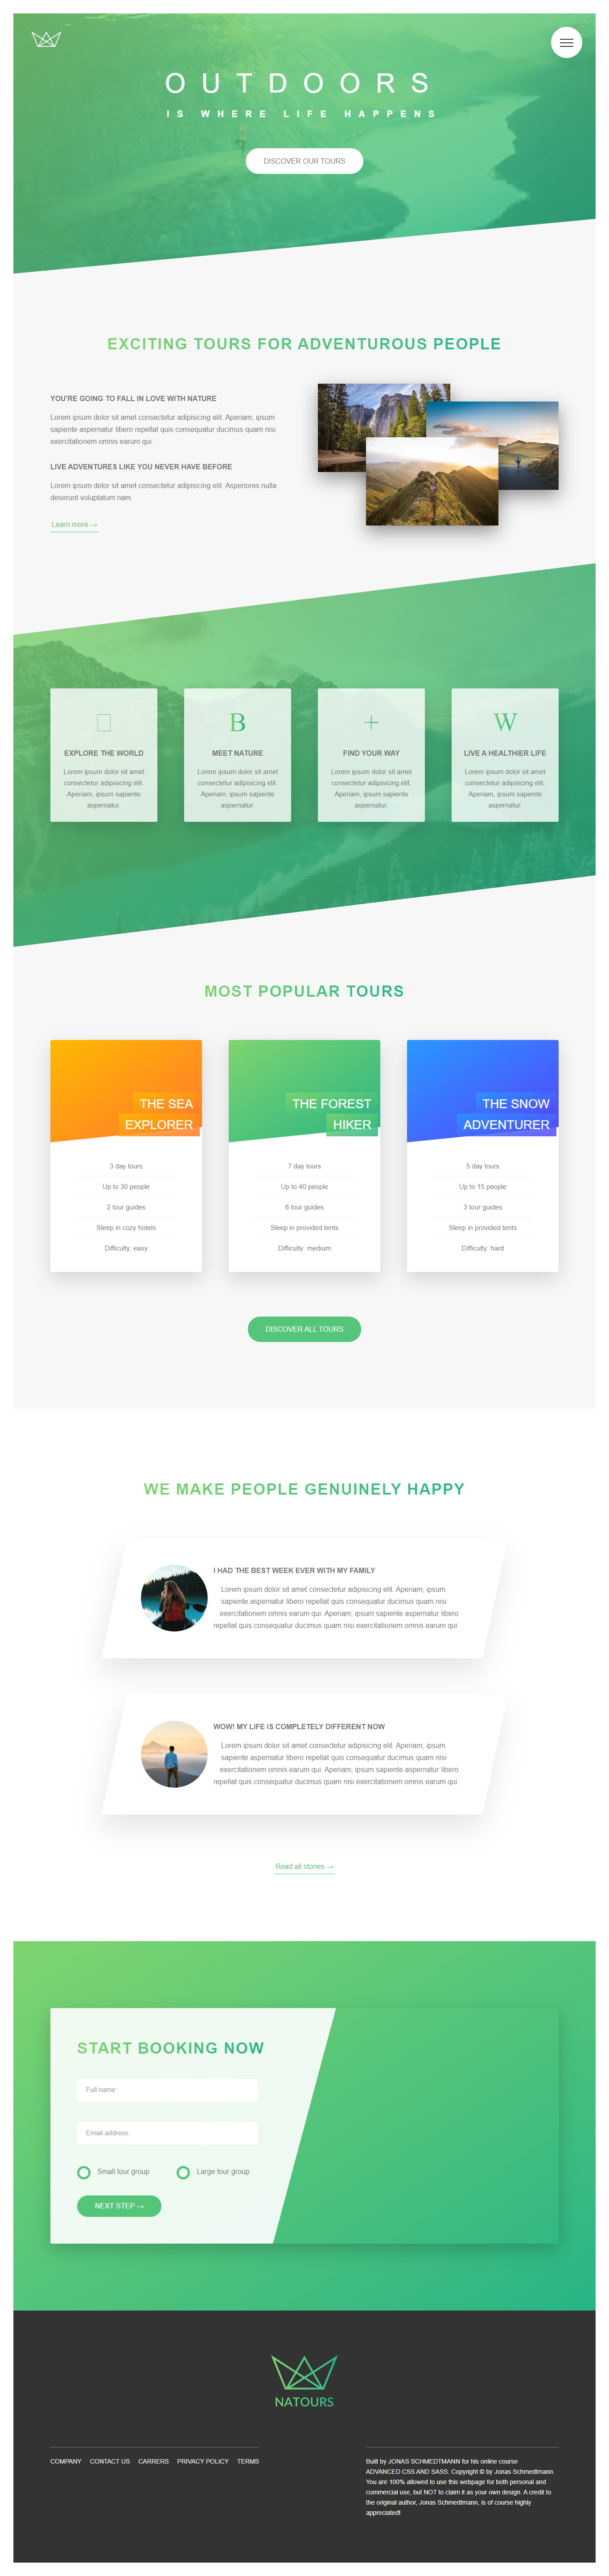 OUTDOORS
IS WHERE LIFE HAPPENS
DISCOVER OUR TOURS
EXCITING TOURS FOR ADVENTUROUS PEOPLE
YOU'RE GOING TO FALL IN LOVE WITH NATURE
Lorem ipsum dolor sit amet consectetur adipisicing elit. Aperiam, ipsum
sapiente aspernatur libero repellat quis consequatur ducimus quam nisi
exercitationem omnis earum qui.
LIVE ADVENTURES LIKE YOU NEVER HAVE BEFORE
Lorem ipsum dolor sit amet consectetur adipisicing elit. Asperiores nulla
deserunt voluptatum nam.
Learn more →
B
+
W
EXPLORE THE WORLD
Lorem ipsum dolor sit amet
consectetur adipisicing elit.
Aperiam, ipsum sapiente
aspernatur.
MEET NATURE
Lorem ipsum dolor sit amet
consectetur adipisicing elit.
Aperiam, ipsum sapiente
aspernatur.
FIND YOUR WAY
Lorem ipsum dolor sit amet
consectetur adipisicing elit.
Aperiam, ipsum sapiente
aspernatur.
LIVE A HEALTHIER LIFE
Lorem ipsum dolor sit amet
consectetur adipisicing elit.
Aperiam, ipsum sapiente
aspernatur.
MOST POPULAR TOURS
THE SEA
EXPLORER
3 day tours
Up to 30 people
2 tour guides
Sleep in cozy hotels
Difficulty: easy
THE FOREST
HIKER
7 day tours
Up to 40 people
6 tour guides
Sleep in provided tents
Difficulty: medium
THE SNOW
ADVENTURER
5 day tours
Up to 15 people
3 tour guides
Sleep in provided tents
Difficulty: hard
DISCOVER ALL TOURS
WE MAKE PEOPLE GENUINELY HAPPY
I HAD THE BEST WEEK EVER WITH MY FAMILY
Lorem ipsum dolor sit amet consectetur adipisicing elit. Aperiam, ipsum
sapiente aspernatur libero repellat quis consequatur ducimus quam nisi
exercitationem omnis earum qui. Aperiam, ipsum sapiente aspernatur libero
repellat quis consequatur ducimus quam nisi exercitationem omnis earum qui.
WOW! MY LIFE IS COMPLETELY DIFFERENT NOW
Lorem ipsum dolor sit amet consectetur adipisicing elit. Aperiam, ipsum
sapiente aspernatur libero repellat quis consequatur ducimus quam nisi
exercitationem omnis earum qui. Aperiam, ipsum sapiente aspernatur libero
repellat quis consequatur ducimus quam nisi exercitationem omnis earum qui.
Read all stories →
START BOOKING NOW
Full name
Email address
Small tour group
Large tour group
NEXT STEP →
NATOURS
COMPANY CONTACT US CARRERS PRIVACY POLICY TERMS
Built by JONAS SCHMEDTMANN for his online course
ADVANCED CSS AND SASS. Copyright © by Jonas Schmedtmann.
You are 100% allowed to use this webpage for both personal and
commercial use, but NOT to claim it as your own design. A credit to
the original author, Jonas Schmedtmann, is of course highly
appreciated!